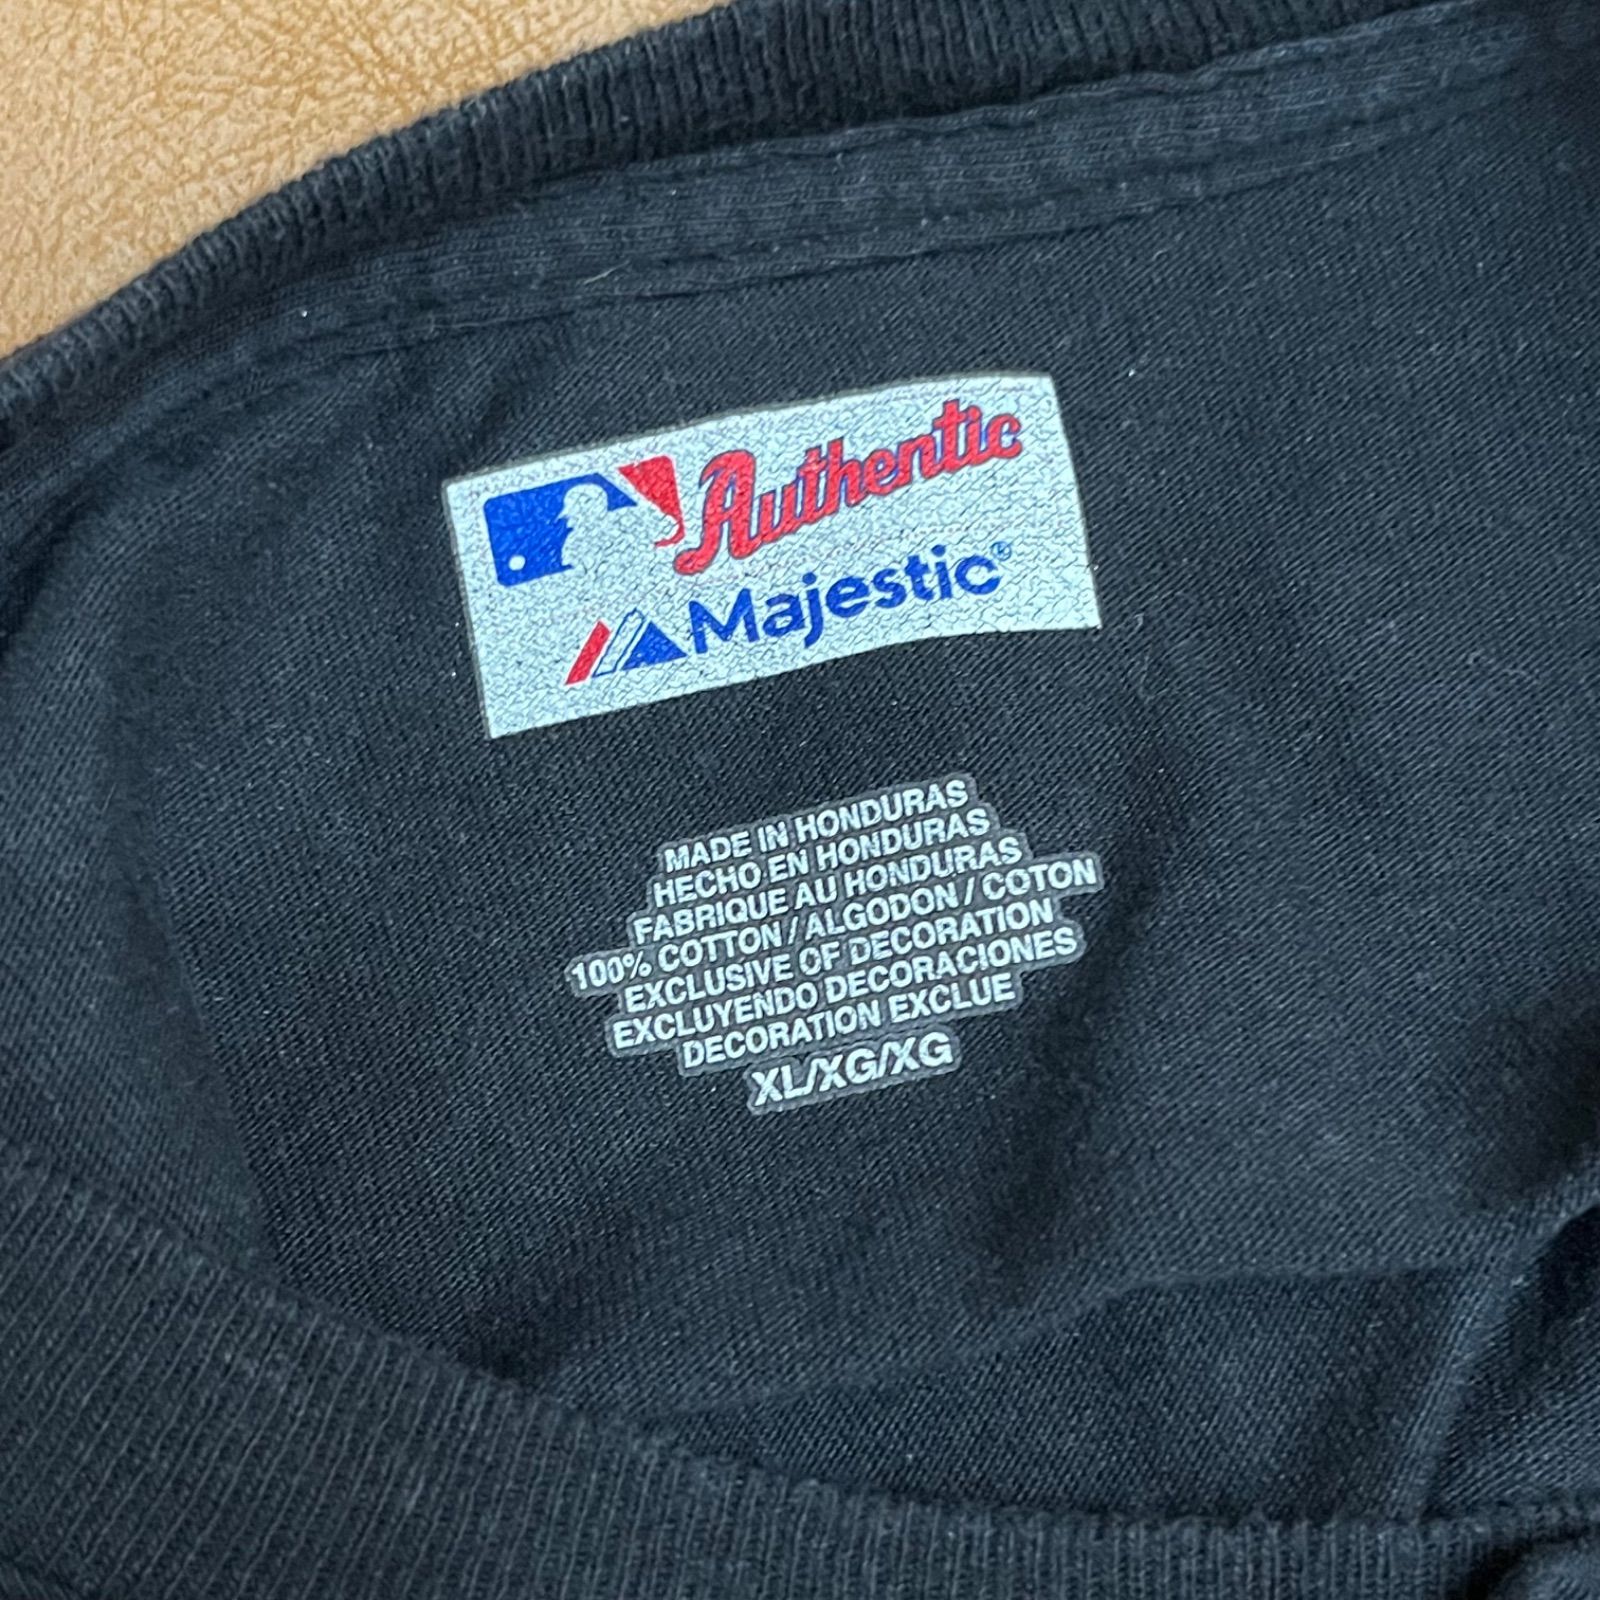 Authentic
Majestic®
MADE IN HONDURAS
HECHO EN HONDURAS
FABRIQUE AU HONDURAS
100% COTTON / ALGODON / COTON
EXCLUSIVE OF DECORATION
EXCLUYENDO DECORACIONES
DECORATION EXCLUE
XL/XG/XG